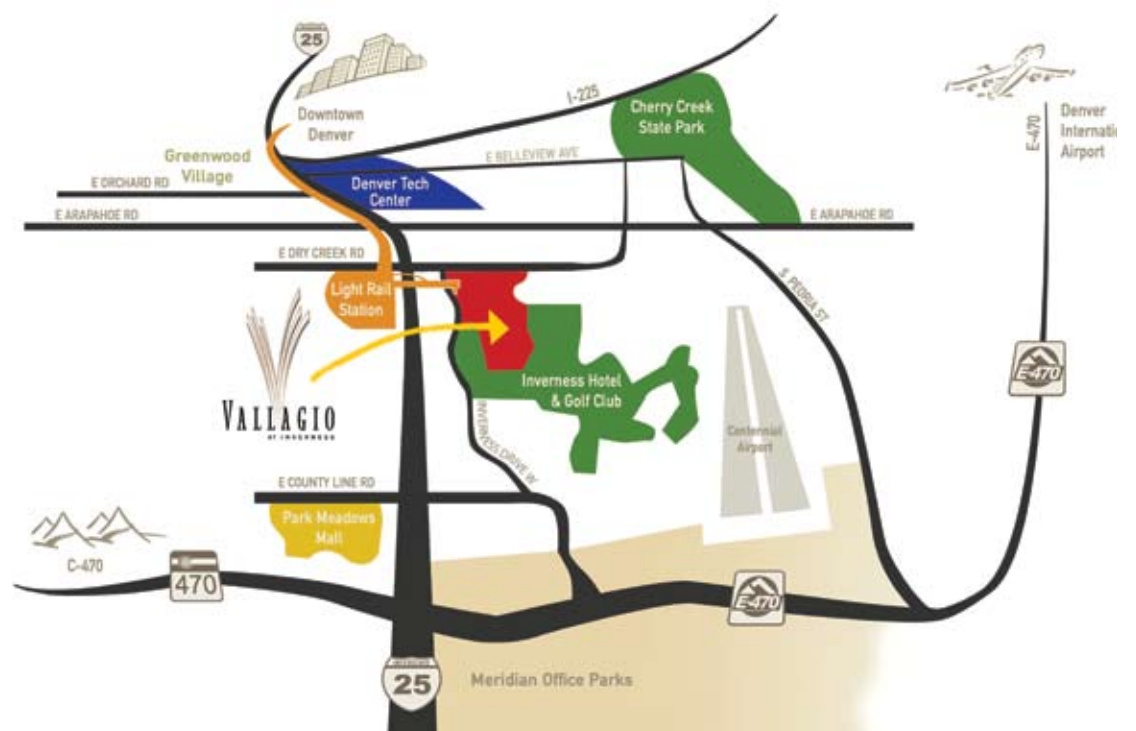 25
Downtown
Denver
I-225
Cherry Creek
State Park
E-470
Denver
Internatic
Airport
Greenwood
Village
E BELLEVIEW AVE
E ORCHARD RD
Denver Tech
Center
E ARAPAHOE RD
E ARAPAHOE RD
E DRY CREEK RD
Light Rail
Station
S PEORIA ST
VALLAGIO
AT INVERNESS
Inverness Hotel
& Golf Club
E-470
INVERNESS DRIVE W
Centennial
Airport
E COUNTY LINE RD
Park Meadows
Mall
C-470
470
E-470
INTERSTATE
25
Meridian Office Parks